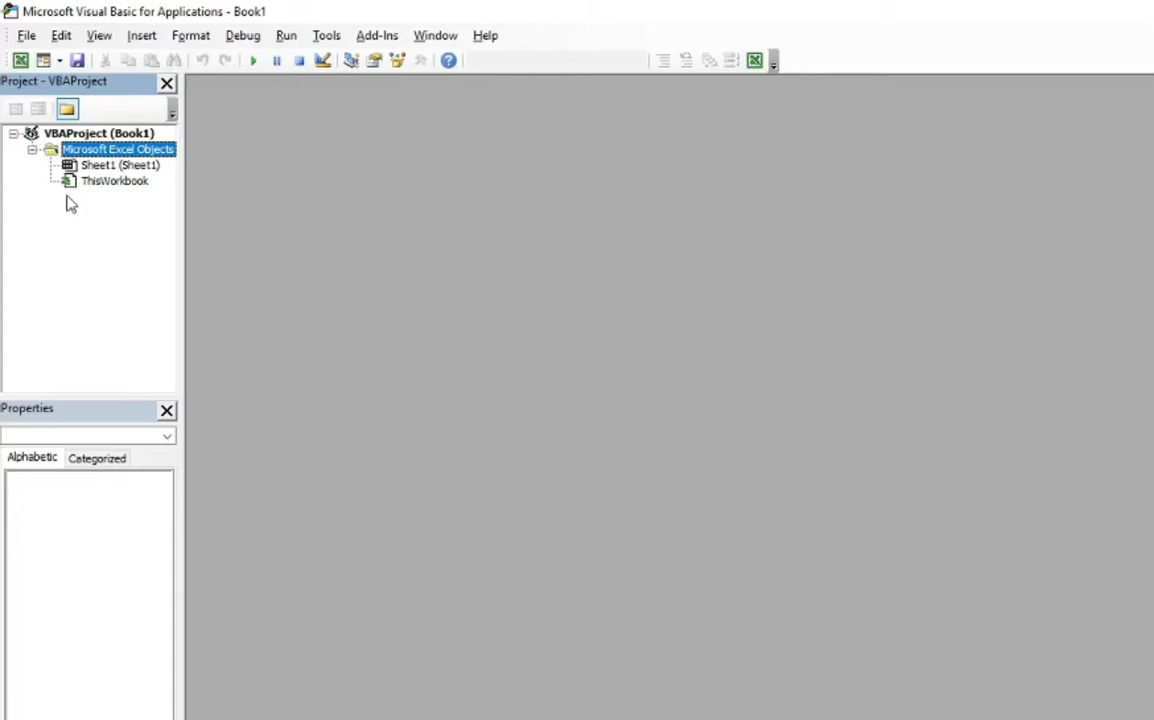 Microsoft Visual Basic for Applications - Book1
File Edit View Insert Format Debug Run Tools Add-Ins Window Help
Project - VBAProject
VBAProject (Book1)
Microsoft Excel Objects
Sheet1 (Sheet1)
ThisWorkbook
Properties
Alphabetic Categorized